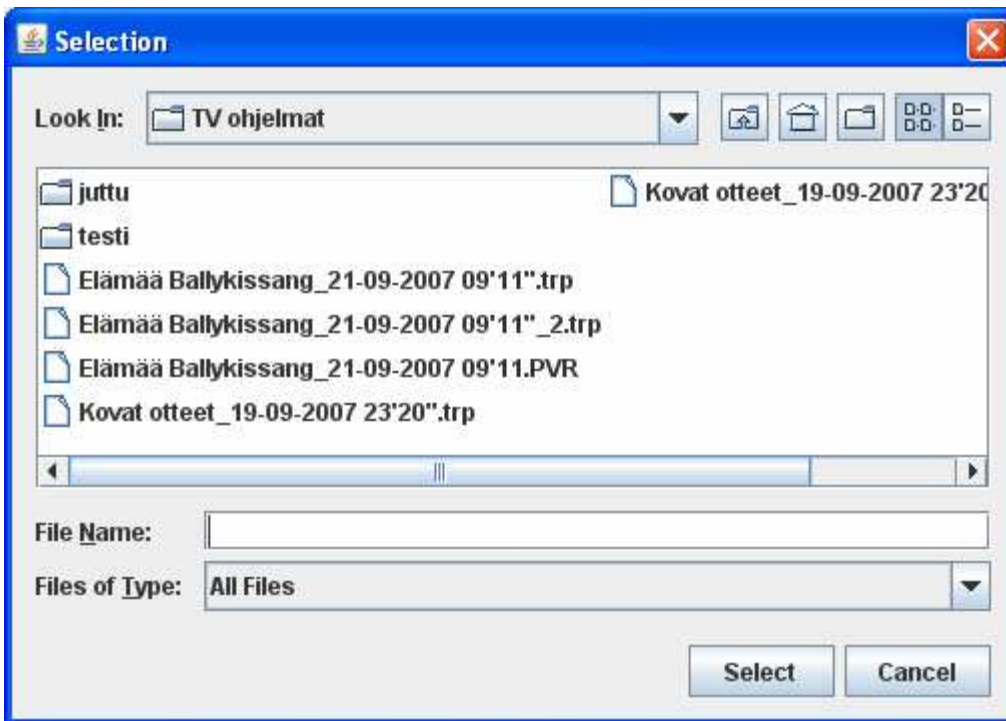 Selection
Look In: TV ohjelmat
juttu
testi
Elämää Ballykissang_21-09-2007 09'11".trp
Elämää Ballykissang_21-09-2007 09'11"_2.trp
Elämää Ballykissang_21-09-2007 09'11.PVR
Kovat otteet_19-09-2007 23'20".trp
Kovat otteet_19-09-2007 23'20
File Name:
Files of Type: All Files
Select Cancel